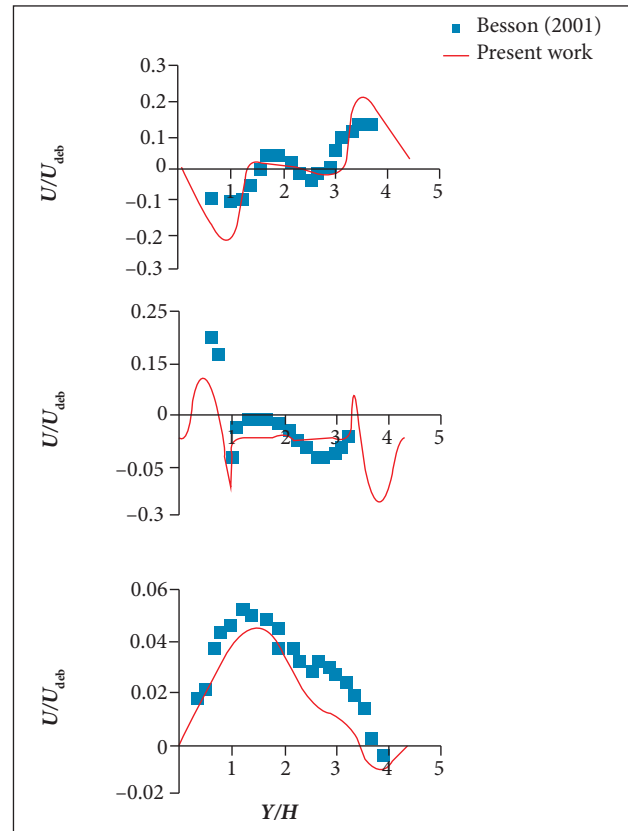 Besson (2001)
Present work
0.3
0.2
0.1
0
–0.1
–0.2
–0.3
1 2 3 4 5
U/Udeb
0.25
0.15
0
–0.05
–0.3
1 2 3 4 5
U/Udeb
0.06
0.04
0.02
0
–0.02
1 2 3 4 5
U/Udeb
Y/H